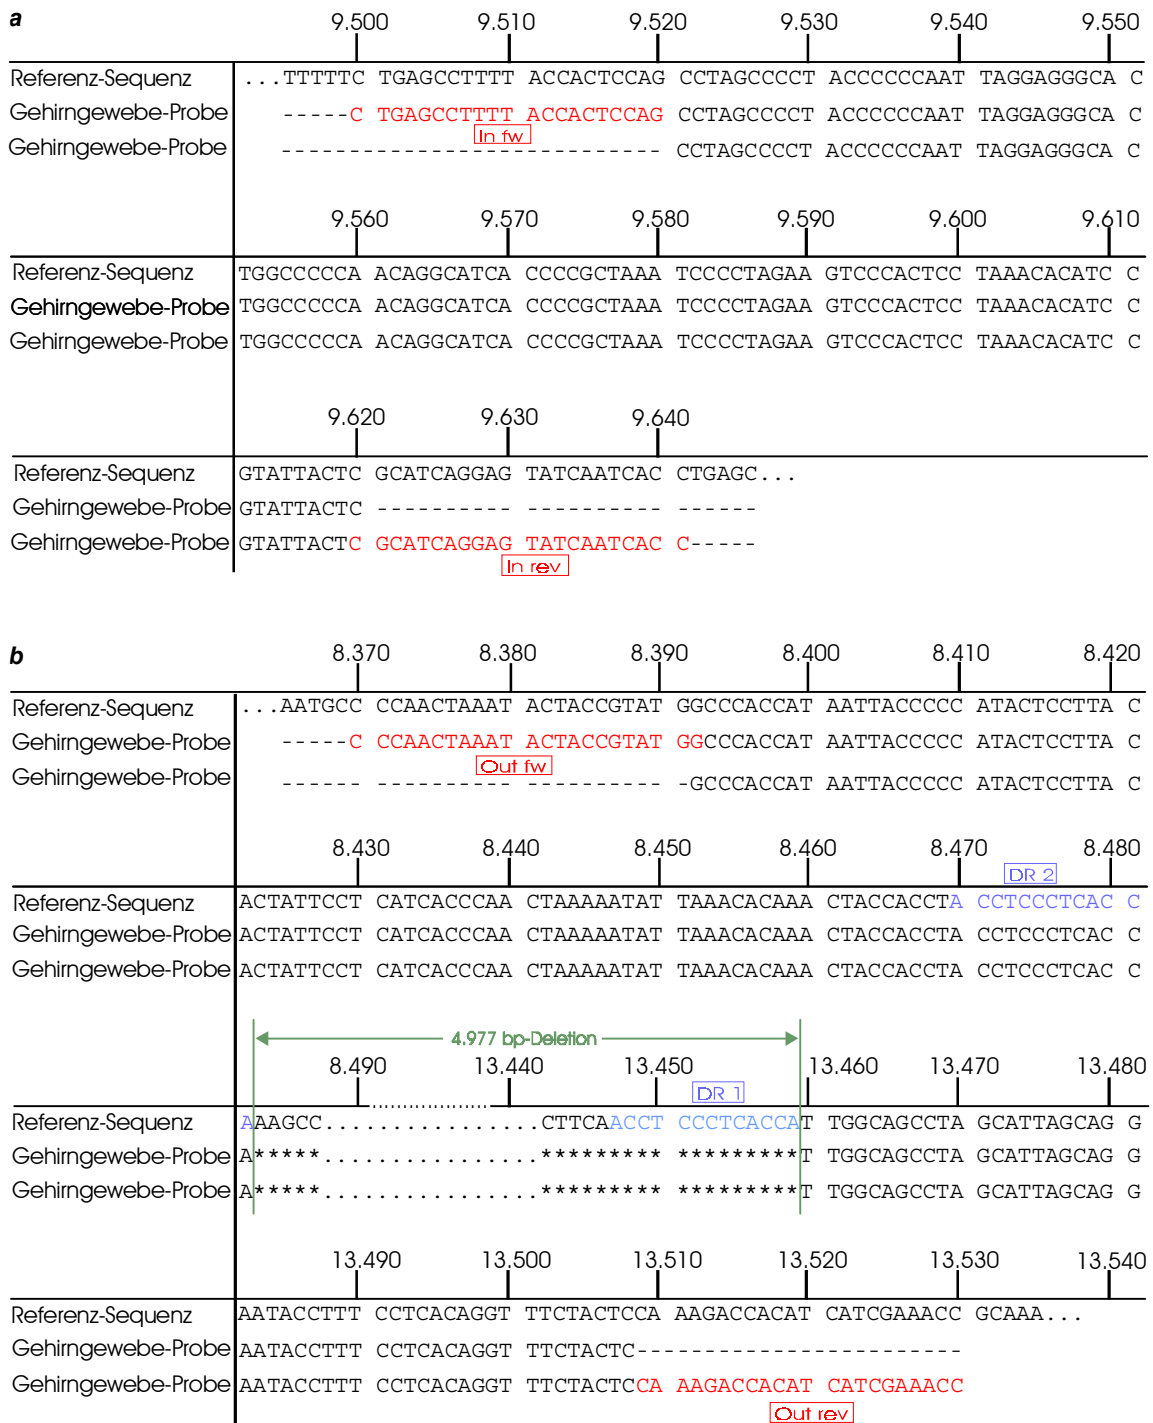 a
9.500 9.510 9.520 9.530 9.540 9.550
Referenz-Sequenz ...TTTTTC TGAGCCTTTT ACCACTCCAG CCTAGCCCCT ACCCCCCAAT TAGGAGGGCA C
Gehirngewebe-Probe -----C TGAGCCTTTT ACCACTCCAG CCTAGCCCCT ACCCCCCAAT TAGGAGGGCA C
In fw
Gehirngewebe-Probe -------------------------- CCTAGCCCCT ACCCCCCAAT TAGGAGGGCA C
9.560 9.570 9.580 9.590 9.600 9.610
Referenz-Sequenz TGGCCCCCA ACAGGCATCA CCCCGCTAAA TCCCCTAGAA GTCCCACTCC TAAACACATC C
Gehirngewebe-Probe TGGCCCCCA ACAGGCATCA CCCCGCTAAA TCCCCTAGAA GTCCCACTCC TAAACACATC C
Gehirngewebe-Probe TGGCCCCCA ACAGGCATCA CCCCGCTAAA TCCCCTAGAA GTCCCACTCC TAAACACATC C
9.620 9.630 9.640
Referenz-Sequenz GTATTACTC GCATCAGGAG TATCAATCAC CTGAGC...
Gehirngewebe-Probe GTATTACTC --------- --------- -----
Gehirngewebe-Probe GTATTACTC GCATCAGGAG TATCAATCAC C-----
In rev
b
8.370 8.380 8.390 8.400 8.410 8.420
Referenz-Sequenz ...AATGCC CCAACTAAAT ACTACCGTAT GGCCCACCAT AATTACCCCC ATACTCCTTA C
Gehirngewebe-Probe -----C CCAACTAAAT ACTACCGTAT GGCCCACCAT AATTACCCCC ATACTCCTTA C
Out fw
Gehirngewebe-Probe ------ ---------- ---------- -GCCCACCAT AATTACCCCC ATACTCCTTA C
8.430 8.440 8.450 8.460 8.470 8.480
DR 2
Referenz-Sequenz ACTATTCCT CATCACCCAA CTAAAAATAT TAAACACAAA CTACCACCTA CCTCCCTCAC C
Gehirngewebe-Probe ACTATTCCT CATCACCCAA CTAAAAATAT TAAACACAAA CTACCACCTA CCTCCCTCAC C
Gehirngewebe-Probe ACTATTCCT CATCACCCAA CTAAAAATAT TAAACACAAA CTACCACCTA CCTCCCTCAC C
4.977 bp-Deletion
8.490 13.440 13.450 13.460 13.470 13.480
DR 1
Referenz-Sequenz AAAGCC................CTTCAACCT CCCTCACCAT TGGCAGCCTA GCATTAGCAG G
Gehirngewebe-Probe A*****................******** *********T TGGCAGCCTA GCATTAGCAG G
Gehirngewebe-Probe A*****................******** *********T TGGCAGCCTA GCATTAGCAG G
13.490 13.500 13.510 13.520 13.530 13.540
Referenz-Sequenz AATACCTTT CCTCACAGGT TTCTACTCCA AAGACCACAT CATCGAAACC GCAAA...
Gehirngewebe-Probe AATACCTTT CCTCACAGGT TTCTACTC----------------------
Gehirngewebe-Probe AATACCTTT CCTCACAGGT TTCTACTCCA AAGACCACAT CATCGAAACC
Out rev